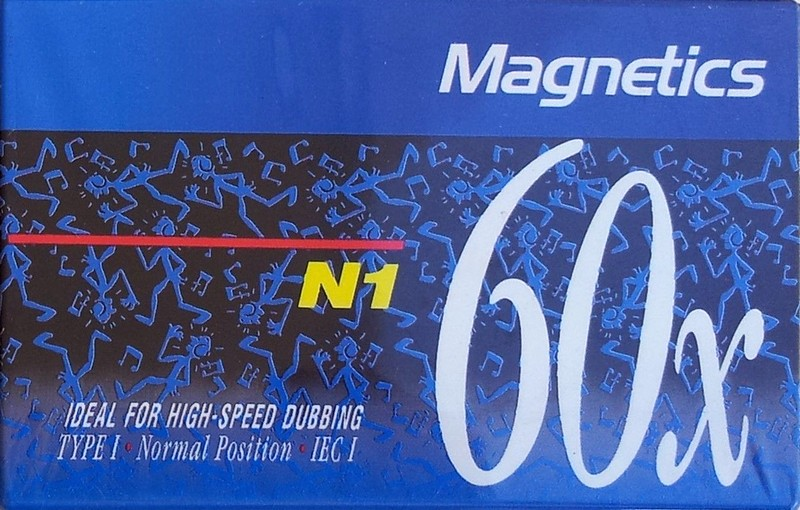 Magnetics
60x
N1
IDEAL FOR HIGH-SPEED DUBBING
TYPE I • Normal Position • IEC I